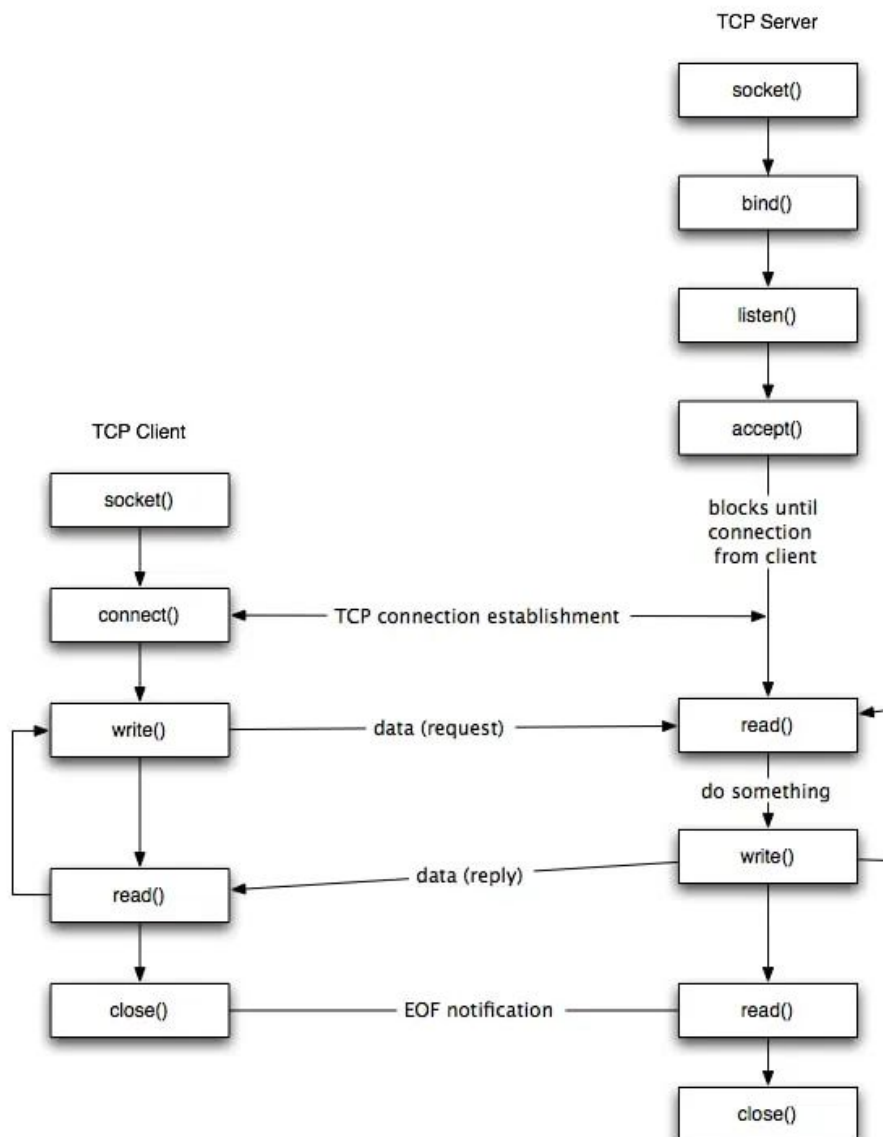 TCP Server
socket()
bind()
listen()
accept()
TCP Client
blocks until
connection
from client
socket()
connect()
TCP connection establishment
write()
data (request)
read()
do something
write()
data (reply)
read()
close()
EOF notification
read()
close()